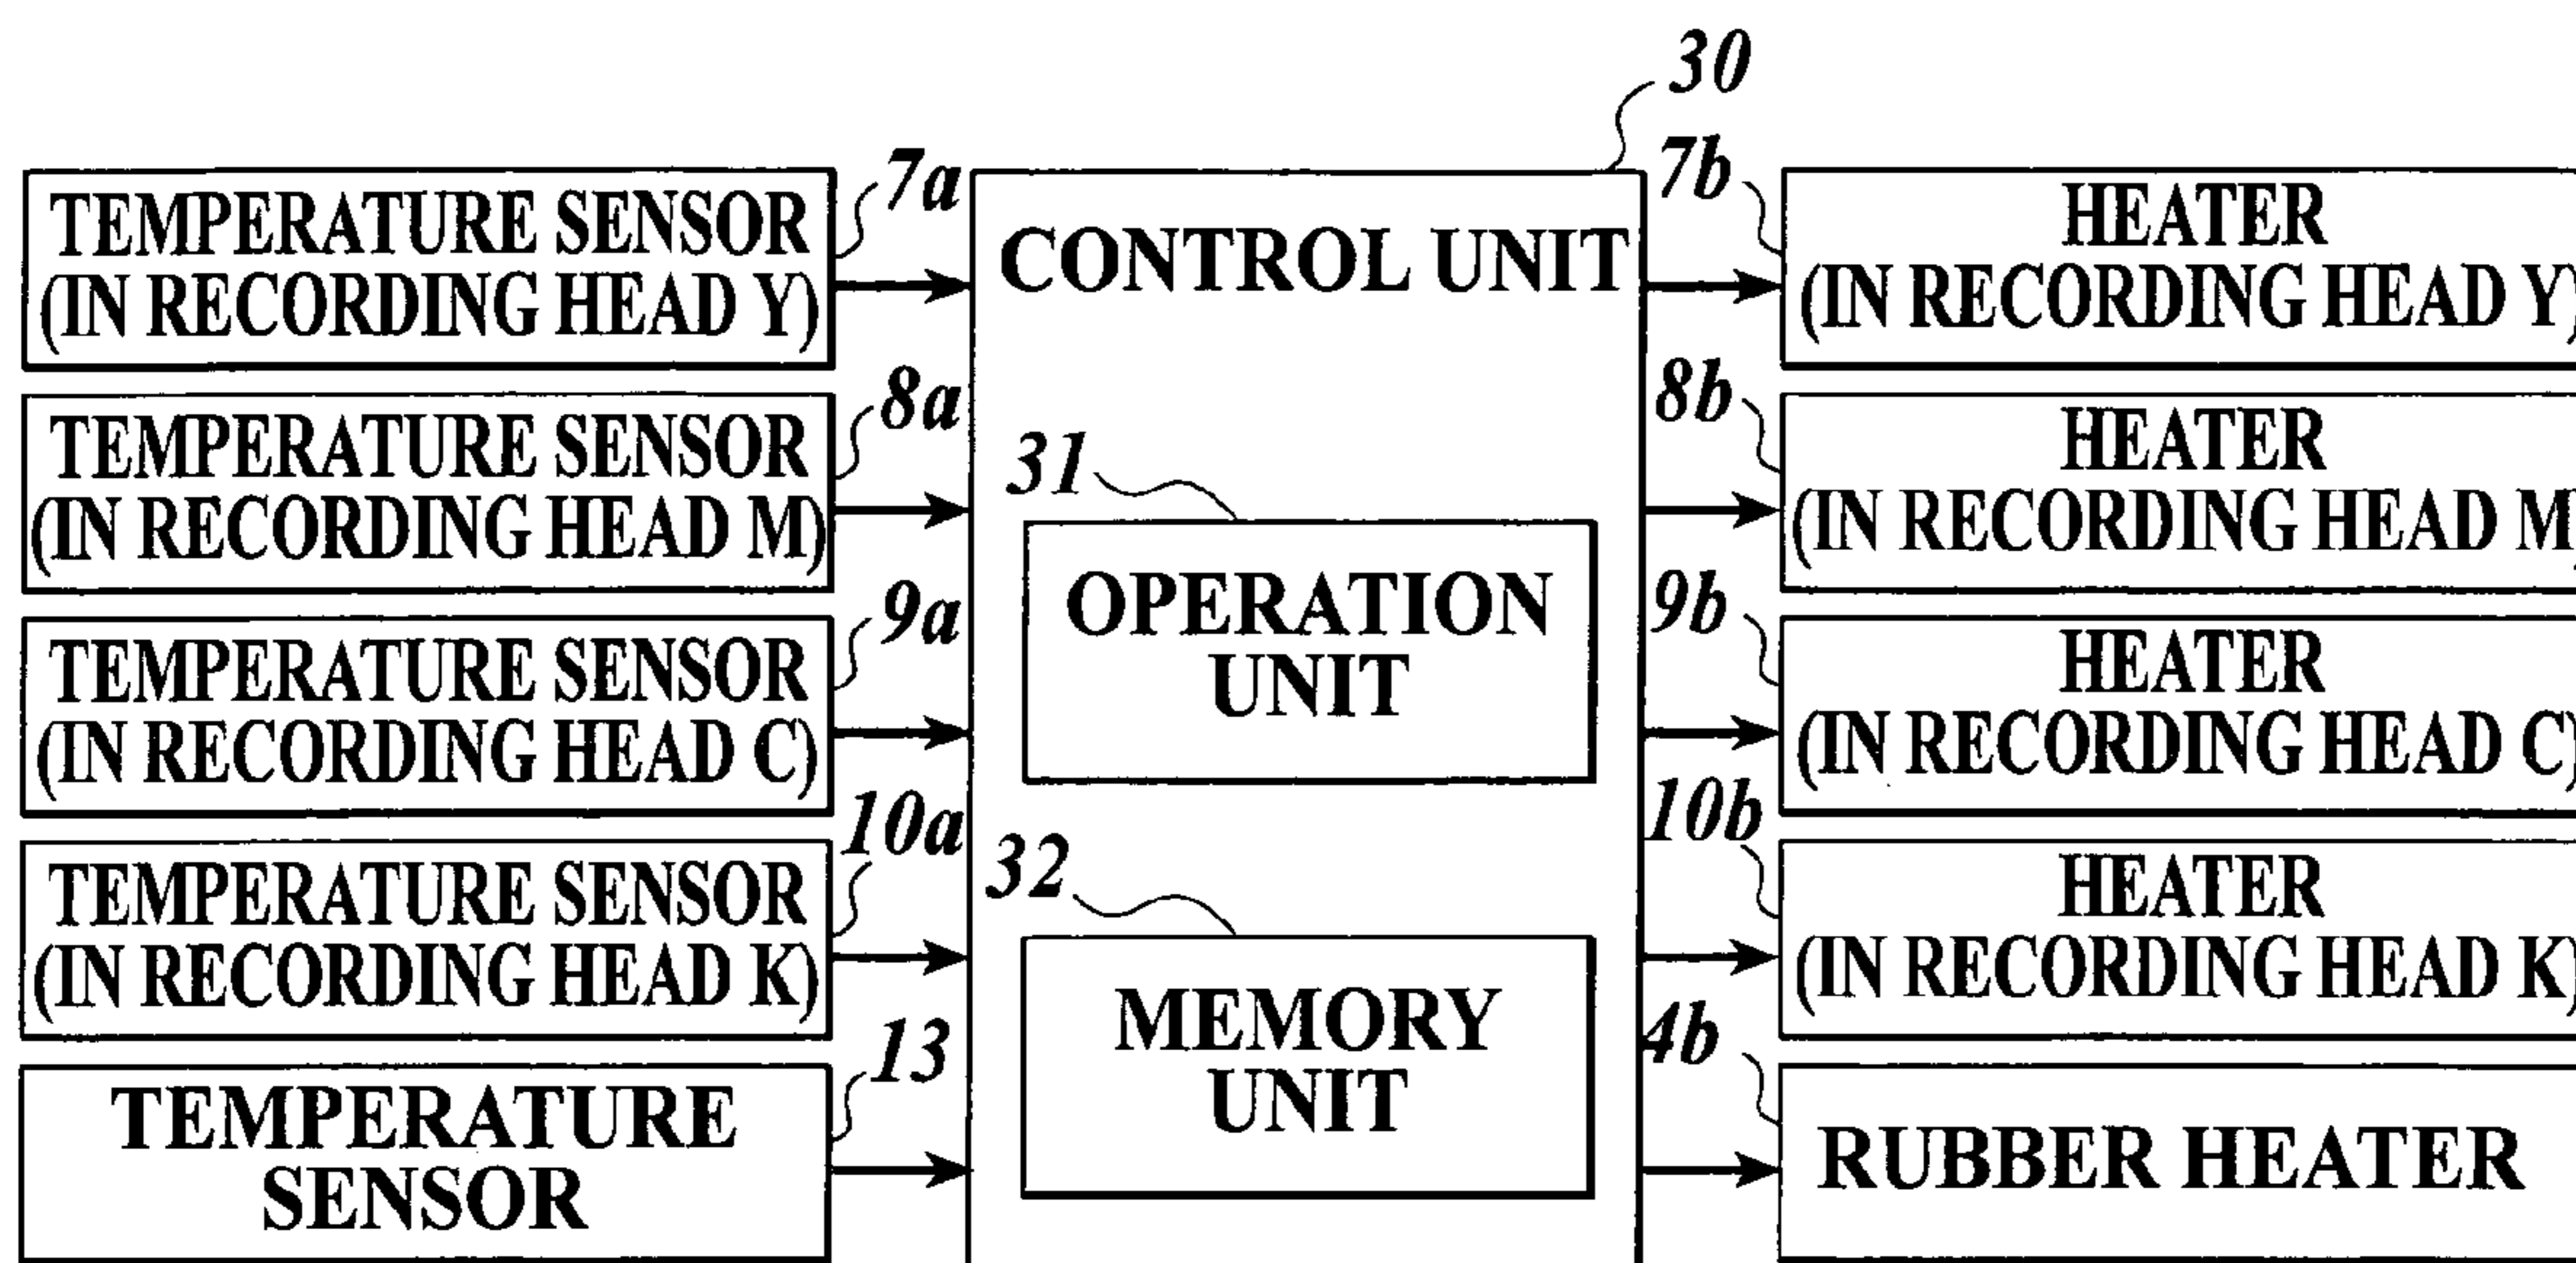 30
7a
TEMPERATURE SENSOR
(IN RECORDING HEAD Y)
8a
TEMPERATURE SENSOR
(IN RECORDING HEAD M)
9a
TEMPERATURE SENSOR
(IN RECORDING HEAD C)
10a
TEMPERATURE SENSOR
(IN RECORDING HEAD K)
13
TEMPERATURE
SENSOR
CONTROL UNIT
31
OPERATION
UNIT
32
MEMORY
UNIT
7b
HEATER
(IN RECORDING HEAD Y)
8b
HEATER
(IN RECORDING HEAD M)
9b
HEATER
(IN RECORDING HEAD C)
10b
HEATER
(IN RECORDING HEAD K)
4b
RUBBER HEATER